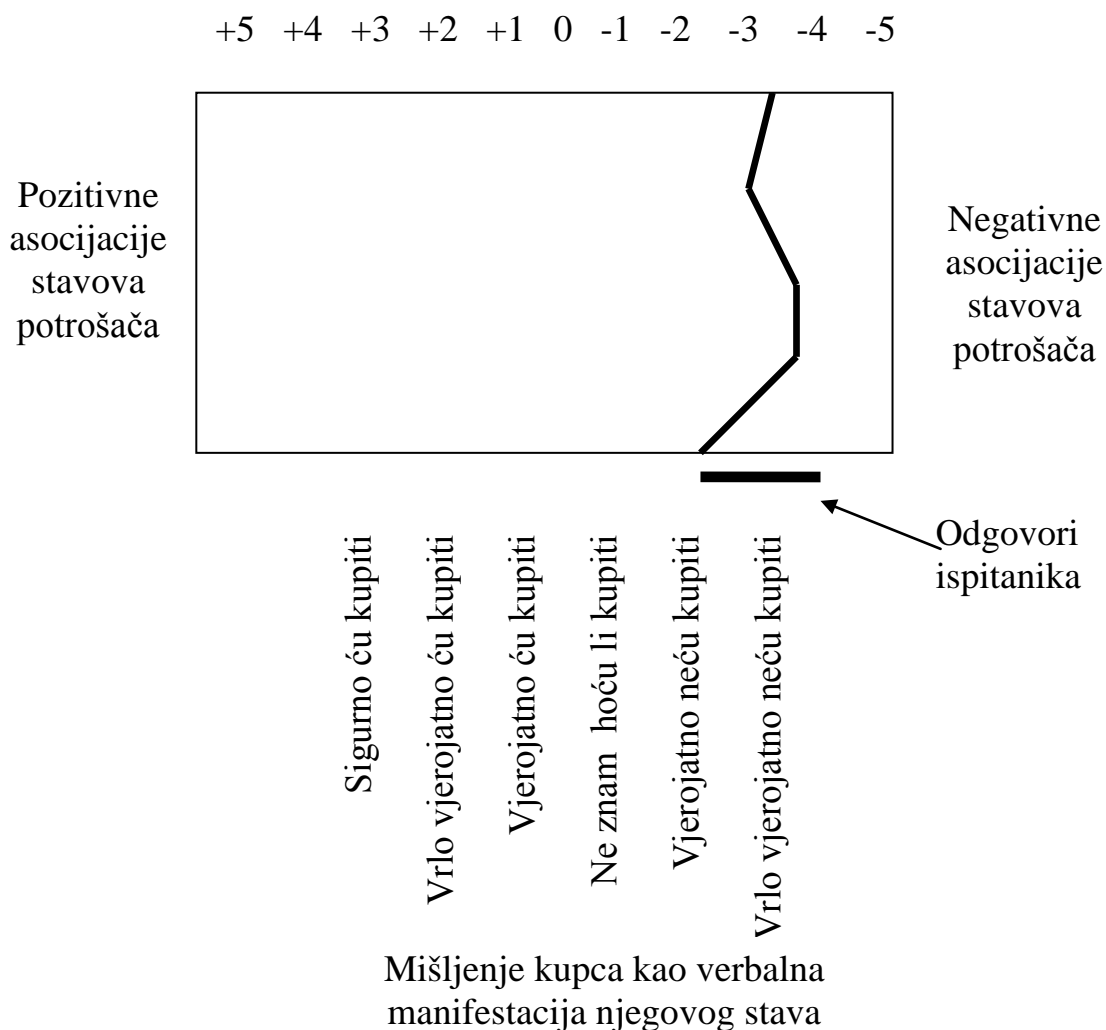 +5 +4 +3 +2 +1 0 -1 -2 -3 -4 -5
Pozitivne
asocijacije
stavova
potrošača
Negativne
asocijacije
stavova
potrošača
Odgovori
ispitanika
Sigurno ću kupiti
Vrlo vjerojatno ću kupiti
Vjerojatno ću kupiti
Ne znam hoću li kupiti
Vjerojatno neću kupiti
Vrlo vjerojatno neću kupiti
Mišljenje kupca kao verbalna
manifestacija njegovog stava